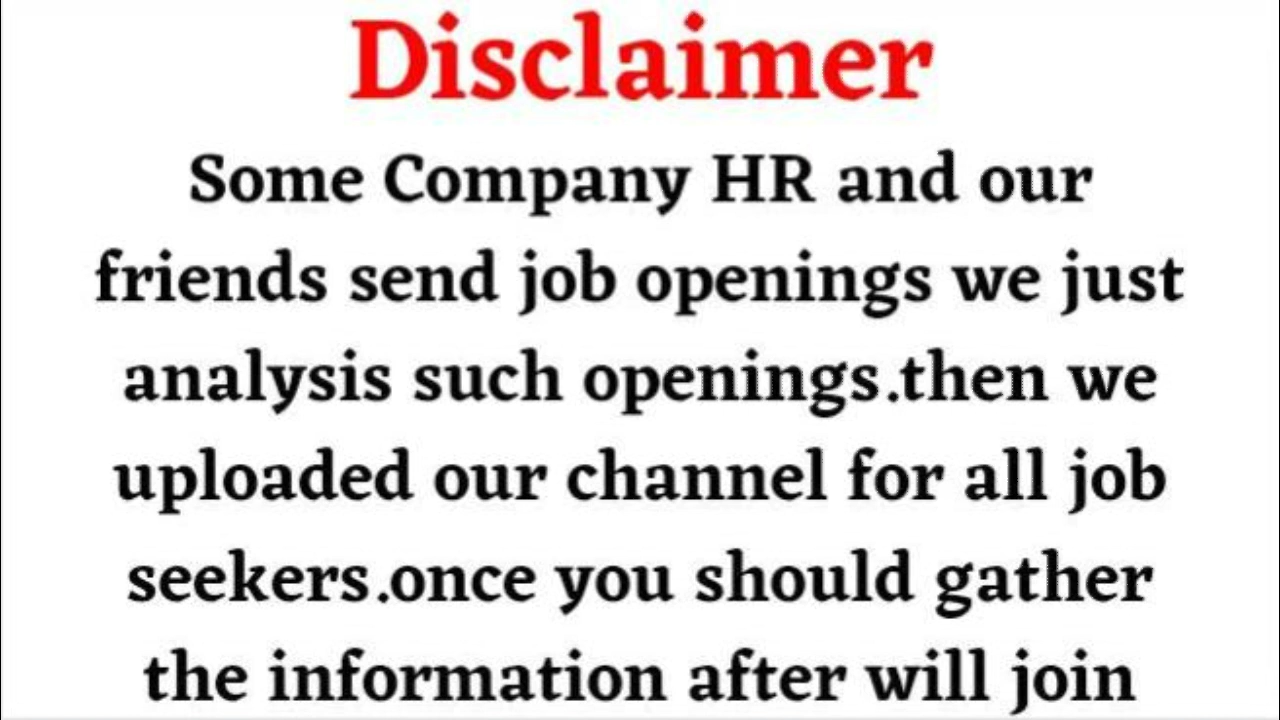 Disclaimer
Some Company HR and our
friends send job openings we just
analysis such openings.then we
uploaded our channel for all job
seekers.once you should gather
the information after will join